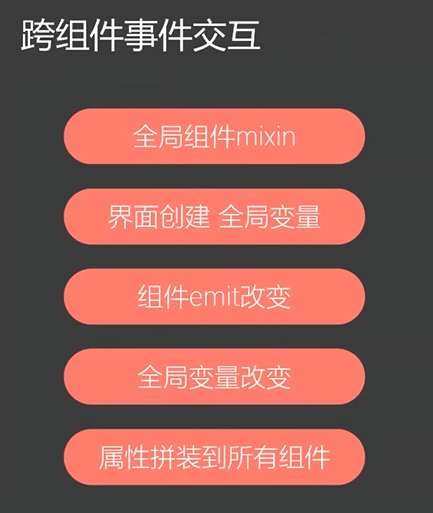 跨组件事件交互
全局组件mixin
界面创建 全局变量
组件emit改变
全局变量改变
属性拼装到所有组件